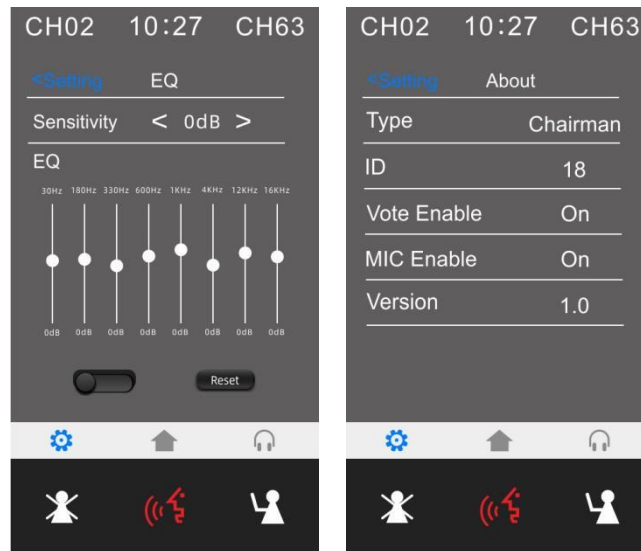 CH02 10:27 CH63
<Setting EQ
Sensitivity < 0dB >
EQ
30Hz 180Hz 330Hz 600Hz 1KHz 4KHz 12KHz 16KHz
0dB 0dB 0dB 0dB 0dB 0dB 0dB 0dB
Reset
CH02 10:27 CH63
<Setting About
Type Chairman
ID 18
Vote Enable On
MIC Enable On
Version 1.0